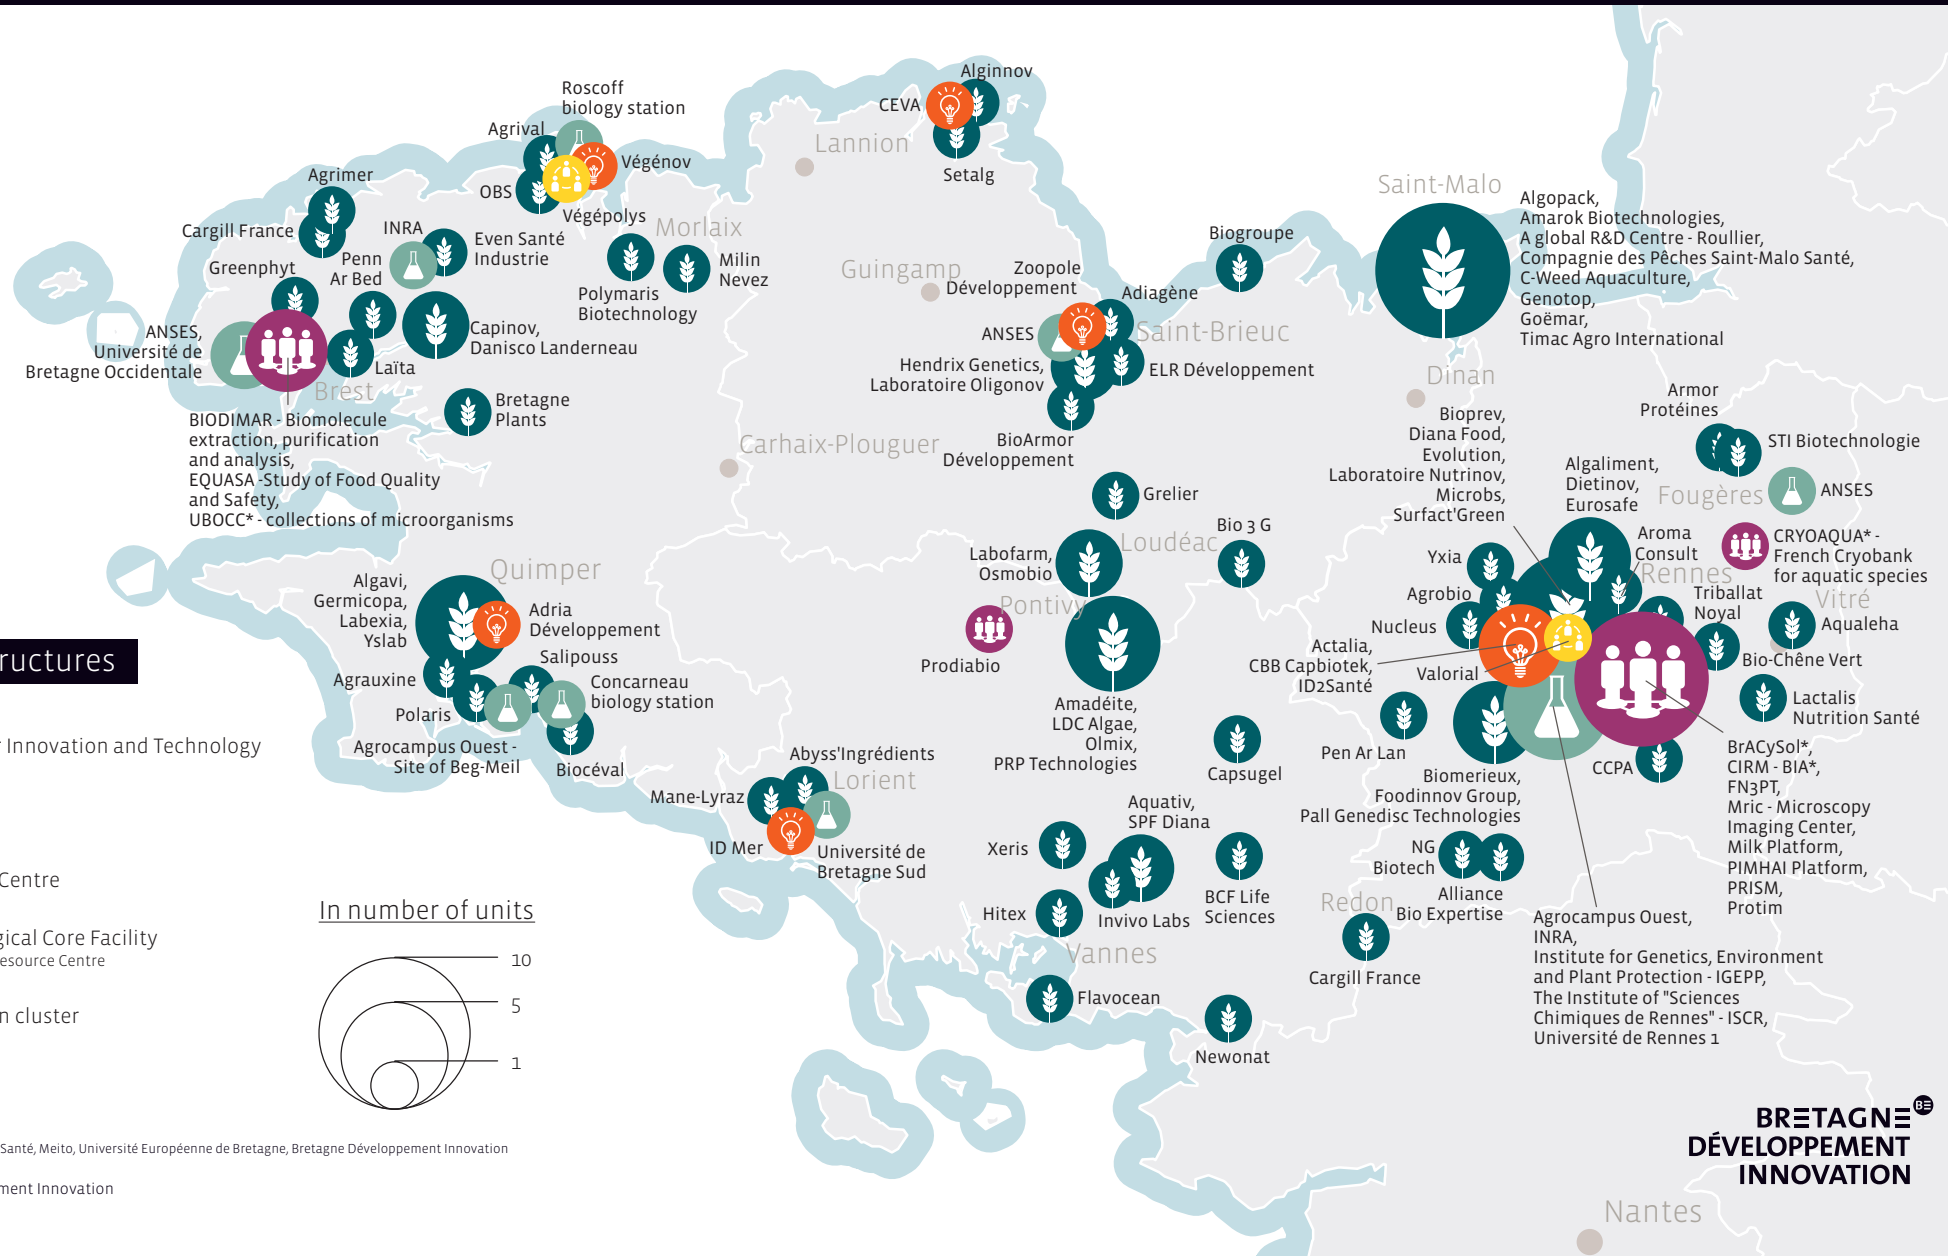 Roscoff
biology station
Agrival
Végénov
OBS
Végépolys
Agrimer
Cargill France
INRA
Even Santé
Industrie
Penn
Ar Bed
Greenphyt
Morlaix
Milin
Nevez
Polymaris
Biotechnology
ANSES,
Université de
Bretagne Occidentale
Capinov,
Danisco Landerneau
Laïta
Brest
Bretagne
Plants
BIODIMAR - Biomolecule
extraction, purification
and analysis,
EQUASA -Study of Food Quality
and Safety,
UBOCC* - collections of microorganisms
Alginnov
CEVA
Lannion
Setalg
Guingamp
Zoopole
Développement
Biogroupe
Adiagène
ANSES
Saint-Brieuc
Hendrix Genetics,
Laboratoire Oligonov
ELR Développement
BioArmor
Développement
Carhaix-Plouguer
Saint-Malo
Algopack,
Amarok Biotechnologies,
A global R&D Centre - Roullier,
Compagnie des Pêches Saint-Malo Santé,
C-Weed Aquaculture,
Genotop,
Goëmar,
Timac Agro International
Dinan
Bioprev,
Diana Food,
Evolution,
Laboratoire Nutrinov,
Microbs,
Surfact'Green
Armor
Protéines
STI Biotechnologie
Algaliment,
Dietinov,
Eurosafe
Fougères
ANSES
CRYOAQUA* -
French Cryobank
for aquatic species
Aroma
Consult
Rennes
Yxia
Agrobio
Nucleus
Triballat
Noyal
Vitré
Aqualeha
Actalia,
CBB Capbiotek,
ID2Santé
Valorial
Bio-Chêne Vert
Lactalis
Nutrition Santé
Pen Ar Lan
Biomerieux,
Foodinnov Group,
Pall Genedisc Technologies
CCPA
BrACySol*,
CIRM - BIA*,
FN3PT,
Mric - Microscopy
Imaging Center,
Milk Platform,
PIMHAI Platform,
PRISM,
Protim
NG
Biotech
Alliance
Bio Expertise
Redon
Cargill France
Agrocampus Ouest,
INRA,
Institute for Genetics, Environment
and Plant Protection - IGEPP,
The Institute of "Sciences
Chimiques de Rennes" - ISCR,
Université de Rennes 1
Grelier
Bio 3 G
Loudéac
Labofarm,
Osmobio
Pontivy
Prodiabio
Amadéite,
LDC Algae,
Olmix,
PRP Technologies
Capsugel
Aquativ,
SPF Diana
Xeris
Hitex
Invivo Labs
BCF Life
Sciences
Vannes
Flavocean
Newonat
Quimper
Algavi,
Germicopa,
Labexia,
Yslab
Adria
Développement
Salipouss
Agrauxine
Concarneau
biology station
Polaris
Agrocampus Ouest -
Site of Beg-Meil
Biocéval
Abyss'Ingrédients
Lorient
Mane-Lyraz
ID Mer
Université de
Bretagne Sud
ructures
r Innovation and Technology
Centre
gical Core Facility
esource Centre
n cluster
In number of units
10
5
1
Santé, Meito, Université Européenne de Bretagne, Bretagne Développement Innovation
ment Innovation
BRETAGNE
DÉVELOPPEMENT
INNOVATION
Nantes